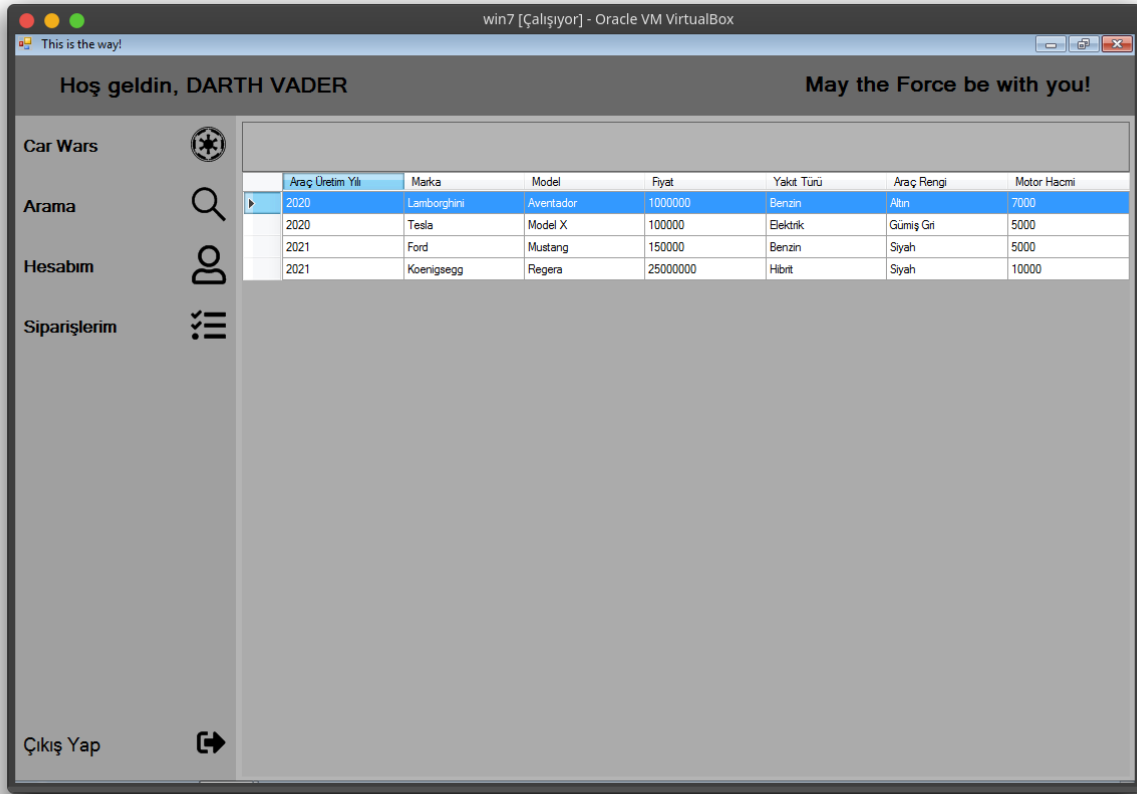 win7 [Çalışıyor] - Oracle VM VirtualBox
This is the way!
Hoş geldin, DARTH VADER
May the Force be with you!
Car Wars
Arama
Hesabım
Siparişlerim
Çıkış Yap
Araç Üretim Yılı Marka Model Fiyat Yakıt Türü Araç Rengi Motor Hacmi
2020 Lamborghini Aventador 1000000 Benzin Altın 7000
2020 Tesla Model X 100000 Elektrik Gümiş Gri 5000
2021 Ford Mustang 150000 Benzin Siyah 5000
2021 Koenigsegg Regera 25000000 Hibrit Siyah 10000